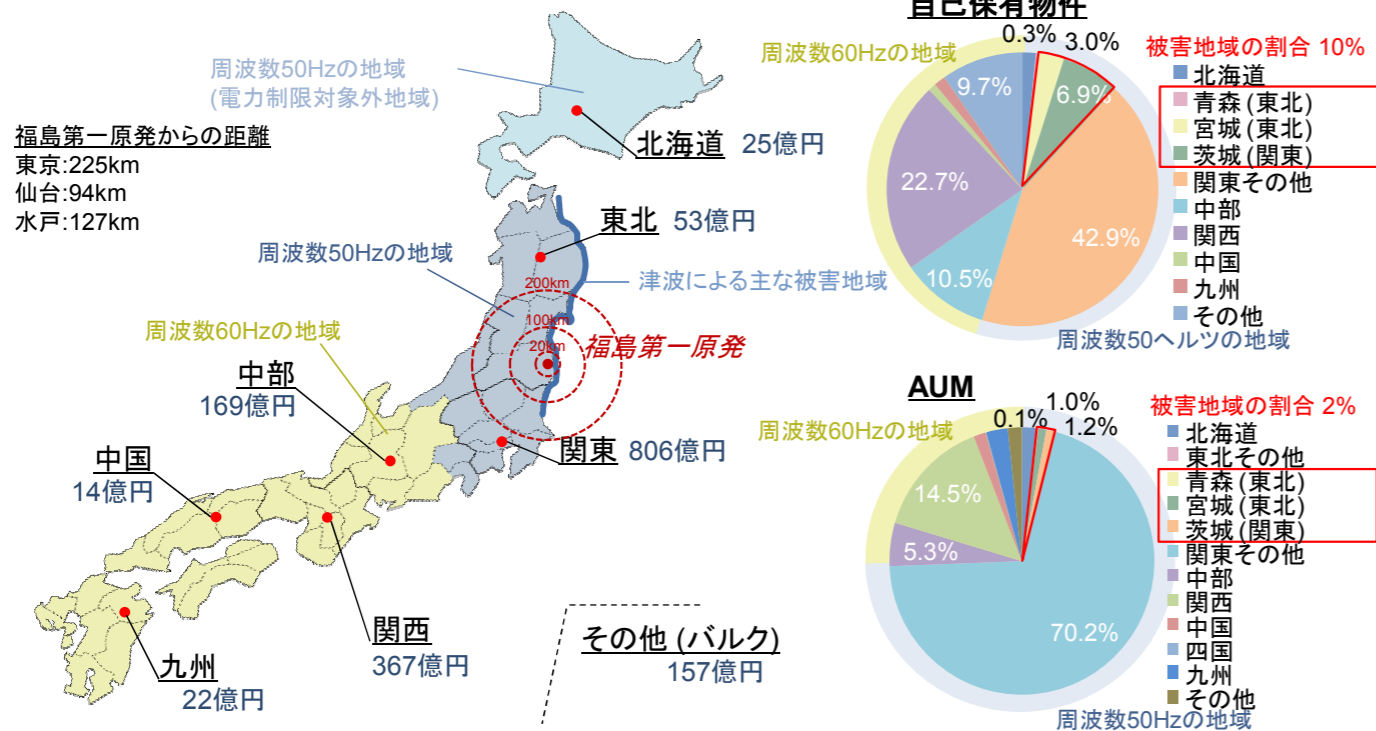 周波数50Hzの地域
(電力制限対象外地域)
福島第一原発からの距離
東京:225km
仙台:94km
水戸:127km
北海道 25億円
東北 53億円
周波数50Hzの地域
津波による主な被害地域
200km
100km
20km
福島第一原発
周波数60Hzの地域
中部
169億円
関東 806億円
中国
14億円
関西
367億円
九州
22億円
その他 (バルク)
157億円
自己保有物件
周波数60Hzの地域
0.3%
3.0%
6.9%
42.9%
10.5%
22.7%
9.7%
被害地域の割合 10%
北海道
青森 (東北)
宮城 (東北)
茨城 (関東)
関東その他
中部
関西
中国
九州
その他
周波数50ヘルツの地域
AUM
周波数60Hzの地域
0.1%
1.0%
1.2%
70.2%
5.3%
14.5%
被害地域の割合 2%
北海道
東北その他
青森 (東北)
宮城 (東北)
茨城 (関東)
関東その他
中部
関西
中国
四国
九州
その他
周波数50Hzの地域